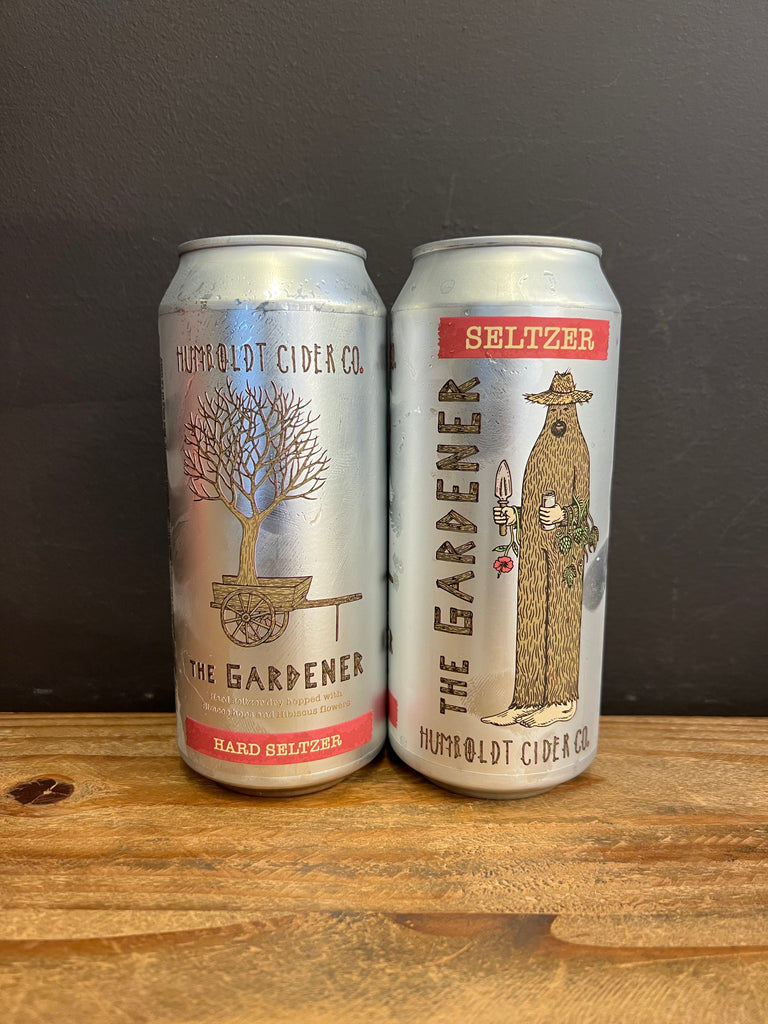 HUMBOLDT CIDER CO.
THE GARDENER
Hard Seltzer dry hopped with
hops and Hibiscus flowers
HARD SELTZER
SELTZER
THE GARDENER
HUMBOLDT CIDER CO.